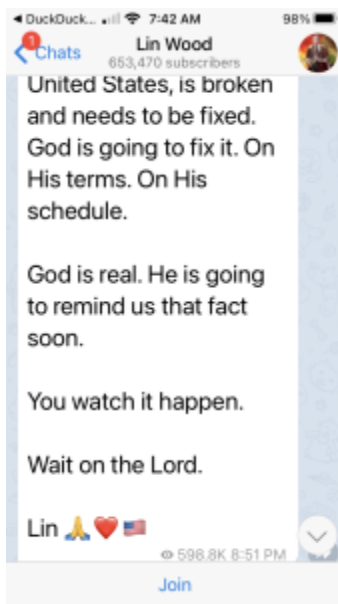 ◀ DuckDuck... 7:42 AM 98%
1
Chats Lin Wood
653,470 subscribers
United States, is broken
and needs to be fixed.
God is going to fix it. On
His terms. On His
schedule.
God is real. He is going
to remind us that fact
soon.
You watch it happen.
Wait on the Lord.
Lin 🙏❤️🇺🇸
598.8K 8:51 PM
Join